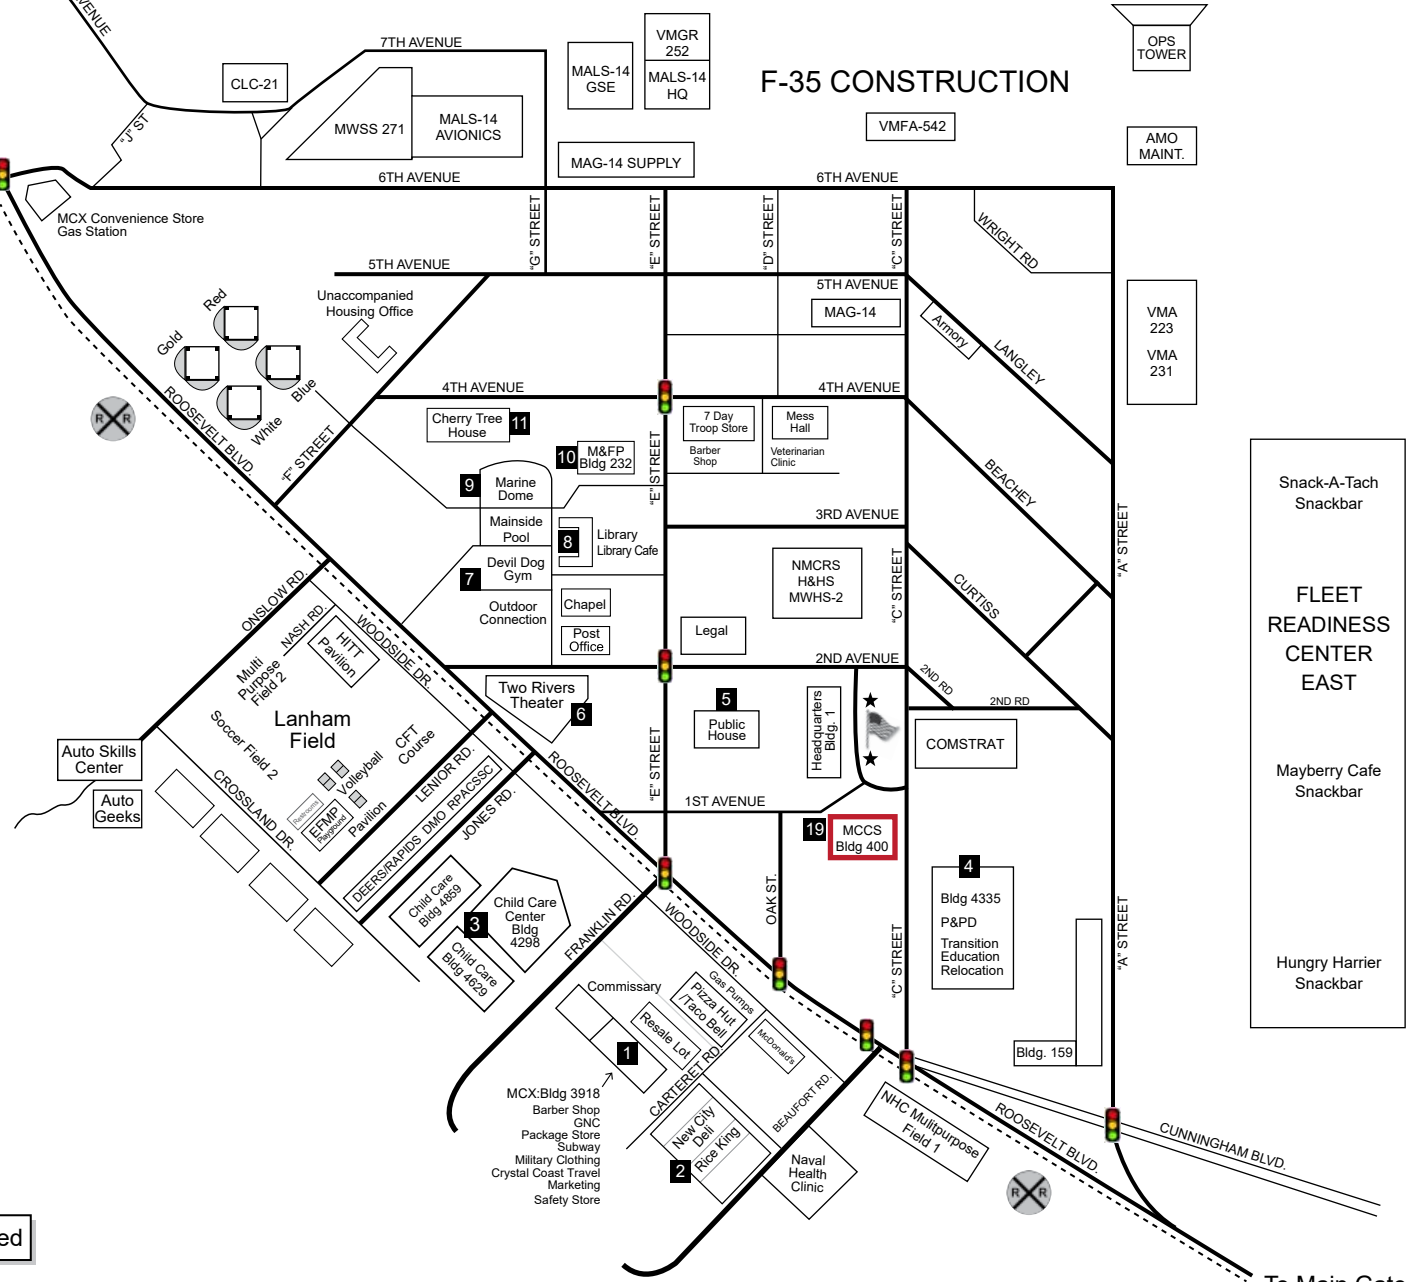 AVENUE
7TH AVENUE
VMGR
252
OPS
TOWER
CLC-21
MALS-14
GSE
MALS-14
HQ
F-35 CONSTRUCTION
"J" ST
MWSS 271
MALS-14
AVIONICS
VMFA-542
AMO
MAINT.
MAG-14 SUPPLY
6TH AVENUE
6TH AVENUE
MCX Convenience Store
Gas Station
"G" STREET
"E" STREET
"D" STREET
"C" STREET
WRIGHT RD
5TH AVENUE
5TH AVENUE
Unaccompanied
Housing Office
Red
Gold
Blue
White
MAG-14
Armory
LANGLEY
VMA
223
VMA
231
ROOSEVELT BLVD.
R R
4TH AVENUE
4TH AVENUE
Cherry Tree
House
11
7 Day
Troop Store
Mess
Hall
Barber
Shop
Veterinarian
Clinic
"F" STREET
10
M&FP
Bldg 232
"E" STREET
BEACHEY
9
Marine
Dome
Mainside
Pool
8
Library
Library Cafe
3RD AVENUE
"A" STREET
Snack-A-Tach
Snackbar
7
Devil Dog
Gym
NMCRS
H&HS
MWHS-2
"C" STREET
CURTISS
FLEET
READINESS
CENTER
EAST
ONSLOW RD.
NASH RD.
HITT
Pavilion
WOODSIDE DR.
Outdoor
Connection
Chapel
Post
Office
Legal
2ND AVENUE
2ND RD
2ND RD
Multi
Purpose
Field 2
Two Rivers
Theater
6
5
Public
House
Headquarters
Bldg. 1
COMSTRAT
Soccer Field 2
Lanham
Field
CFT
Course
Volleyball
Auto Skills
Center
Auto
Geeks
CROSSLAND DR.
Restrooms
EFMP
Playground
Pavilion
LENIOR RD.
DEERS/RAPIDS DMO RPACSSC
JONES RD.
ROOSEVELT BLVD.
"E" STREET
1ST AVENUE
Mayberry Cafe
Snackbar
19
MCCS
Bldg 400
4
Bldg 4335
P&PD
Transition
Education
Relocation
Child Care
Bldg 4859
3
Child Care
Center
Bldg
4298
Child Care
Bldg 4629
FRANKLIN RD.
WOODSIDE DR.
OAK ST.
"C" STREET
"A" STREET
Hungry Harrier
Snackbar
Commissary
Gas Pumps
Pizza Hut
/Taco Bell
Resale Lot
1
McDonald's
Bldg. 159
MCX:Bldg 3918
Barber Shop
GNC
Package Store
Subway
Military Clothing
Crystal Coast Travel
Marketing
Safety Store
CARTERET RD.
New City
Deli
Rice King
2
BEAUFORT RD.
Naval
Health
Clinic
NHC Mulitpurpose
Field 1
ROOSEVELT BLVD.
CUNNINGHAM BLVD.
R R
ed
To Main Gate